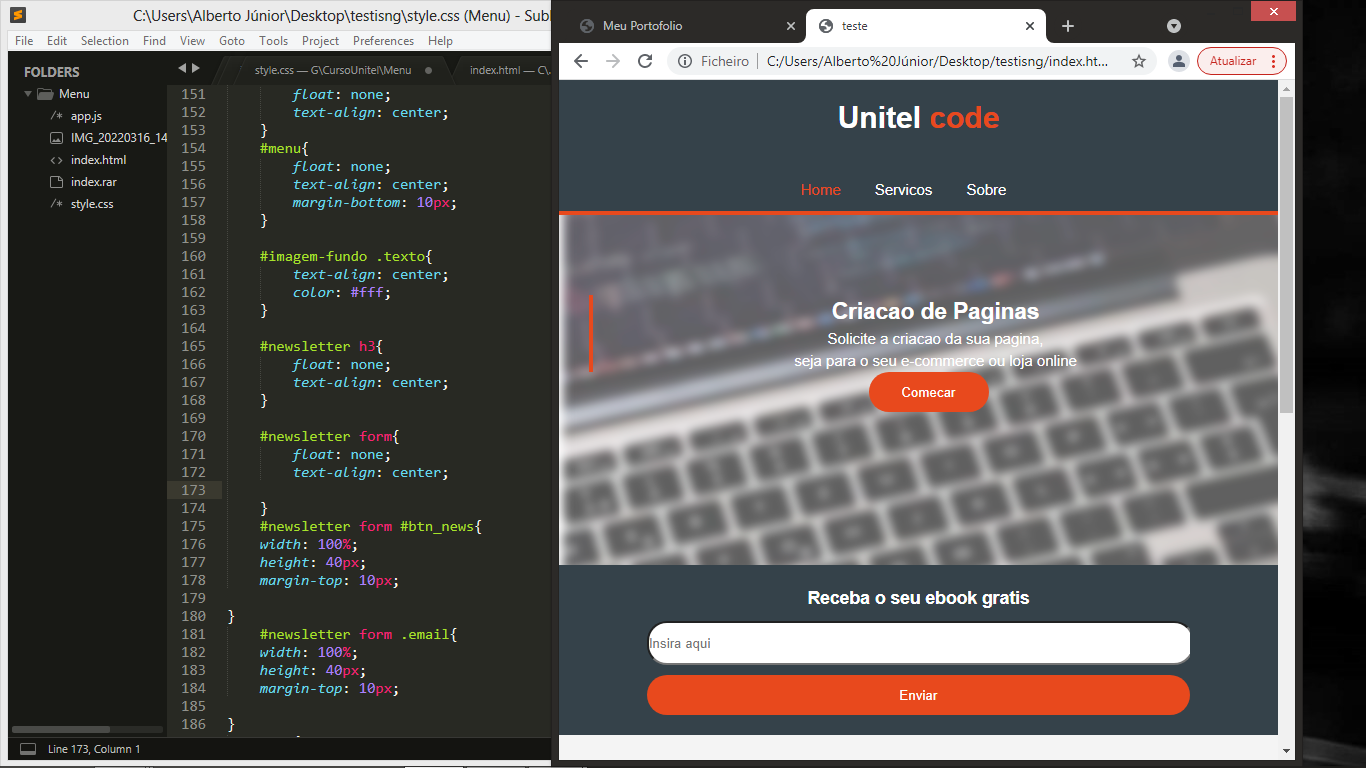 C:\Users\Alberto Júnior\Desktop\testisng\style.css (Menu) - Subl
File Edit Selection Find View Goto Tools Project Preferences Help
FOLDERS
Menu
/* app.js
IMG_20220316_14
<> index.html
index.rar
/* style.css
style.css — G\CursoUnitel\Menu
index.html — C\
151 float: none;
152 text-align: center;
153 }
154 #menu{
155 float: none;
156 text-align: center;
157 margin-bottom: 10px;
158 }
159
160 #imagem-fundo .texto{
161 text-align: center;
162 color: #fff;
163 }
164
165 #newsletter h3{
166 float: none;
167 text-align: center;
168 }
169
170 #newsletter form{
171 float: none;
172 text-align: center;
173
174 }
175 #newsletter form #btn_news{
176 width: 100%;
177 height: 40px;
178 margin-top: 10px;
179
180 }
181 #newsletter form .email{
182 width: 100%;
183 height: 40px;
184 margin-top: 10px;
185
186 }
Line 173, Column 1
Meu Portofolio
teste
Ficheiro | C:/Users/Alberto%20Júnior/Desktop/testisng/index.ht...
Atualizar
Unitel code
Home Servicos Sobre
Criacao de Paginas
Solicite a criacao da sua pagina,
seja para o seu e-commerce ou loja online
Comecar
Receba o seu ebook gratis
Insira aqui
Enviar